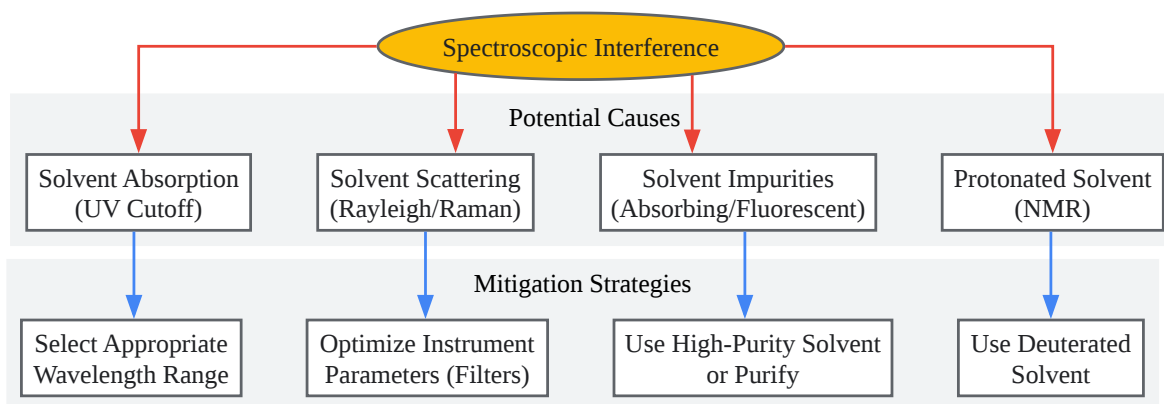 Spectroscopic Interference
Potential Causes
Solvent Absorption
(UV Cutoff)
Solvent Scattering
(Rayleigh/Raman)
Solvent Impurities
(Absorbing/Fluorescent)
Protonated Solvent
(NMR)
Mitigation Strategies
Select Appropriate
Wavelength Range
Optimize Instrument
Parameters (Filters)
Use High-Purity Solvent
or Purify
Use Deuterated
Solvent